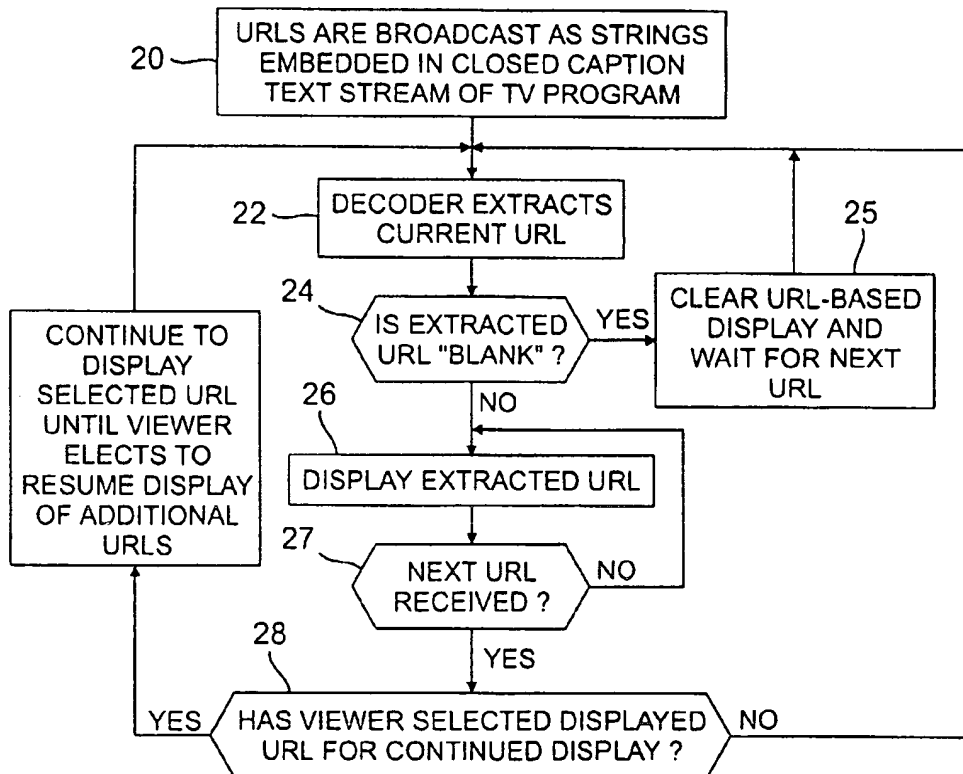 20
URLS ARE BROADCAST AS STRINGS
EMBEDDED IN CLOSED CAPTION
TEXT STREAM OF TV PROGRAM
22
DECODER EXTRACTS
CURRENT URL
24
IS EXTRACTED
URL "BLANK" ?
YES
25
CLEAR URL-BASED
DISPLAY AND
WAIT FOR NEXT
URL
NO
26
DISPLAY EXTRACTED URL
27
NEXT URL
RECEIVED ?
NO
YES
28
HAS VIEWER SELECTED DISPLAYED
URL FOR CONTINUED DISPLAY ?
YES
NO
CONTINUE TO
DISPLAY
SELECTED URL
UNTIL VIEWER
ELECTS TO
RESUME DISPLAY
OF ADDITIONAL
URLS